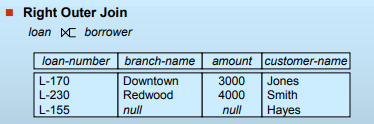 Right Outer Join
loan ⟖ borrower
loan-number branch-name amount customer-name
L-170 Downtown 3000 Jones
L-230 Redwood 4000 Smith
L-155 null null Hayes